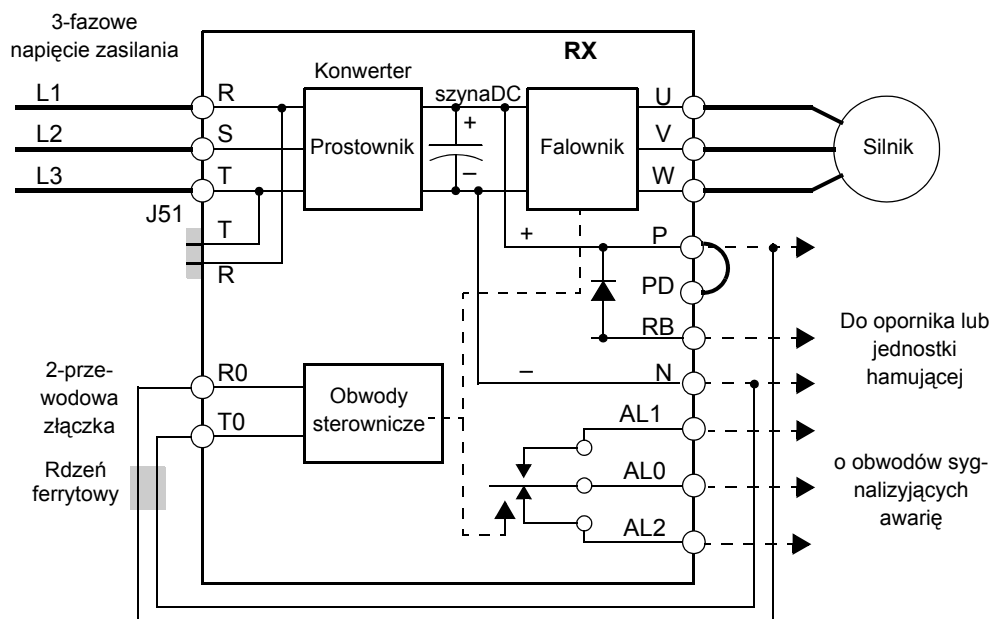 3-fazowe
napięcie zasilania
RX
Konwerter
szynaDC
L1
R
U
+
L2
S
Prostownik
Falownik
V
Silnik
L3
T
–
W
J51
T
+
P
R
PD
RB
Do opornika lub
jednostki
hamującej
2-prze-
wodowa
złączka
R0
–
N
Obwody
sterownicze
T0
AL1
Rdzeń
ferrytowy
AL0
o obwodów syg-
nalizyjących
awarię
AL2